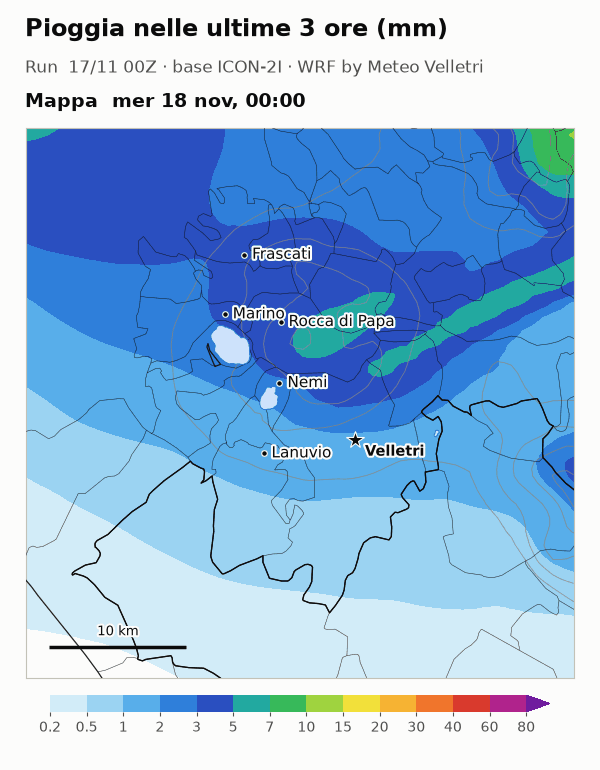 Pioggia nelle ultime 3 ore (mm)
Run  17/11 00Z · base ICON-2I · WRF by Meteo Velletri
Mappa  mer 18 nov, 00:00
Frascati
Marino
Rocca di Papa
Nemi
Velletri
Lanuvio
10 km
0.2 0.5 1 2 3 5 7 10 15 20 30 40 60 80